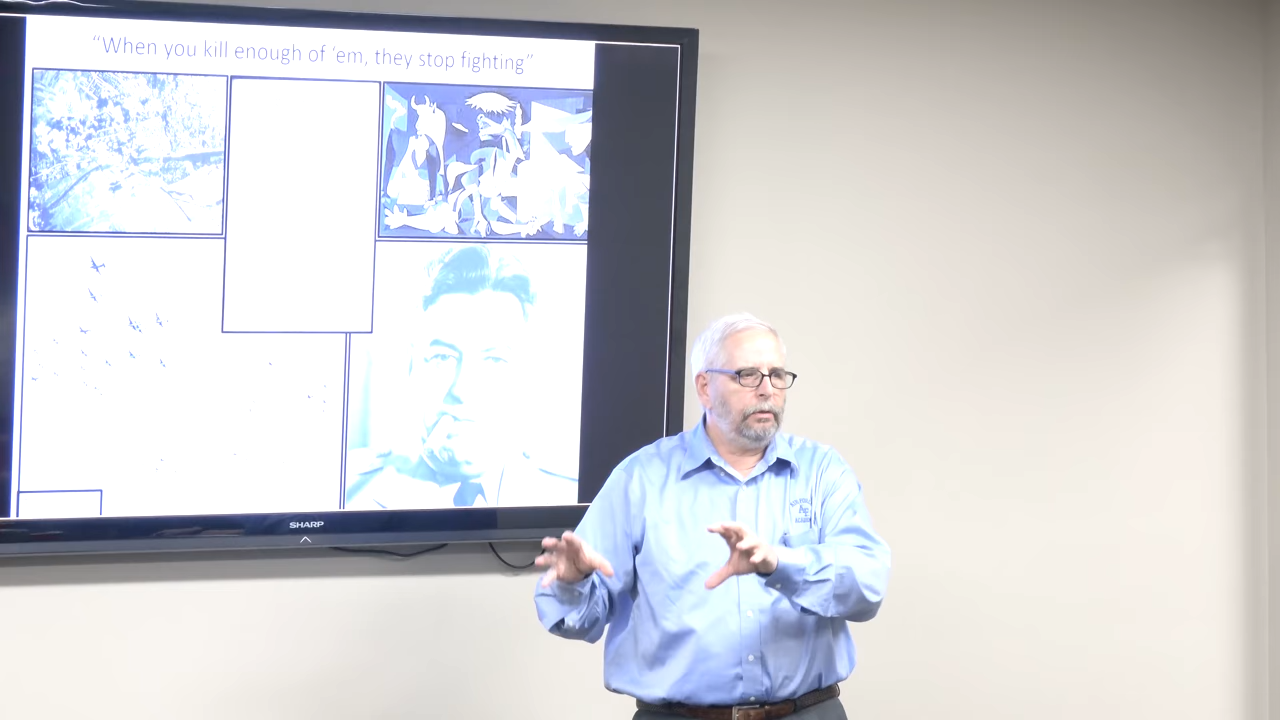 “When you kill enough of ‘em, they stop fighting”
SHARP